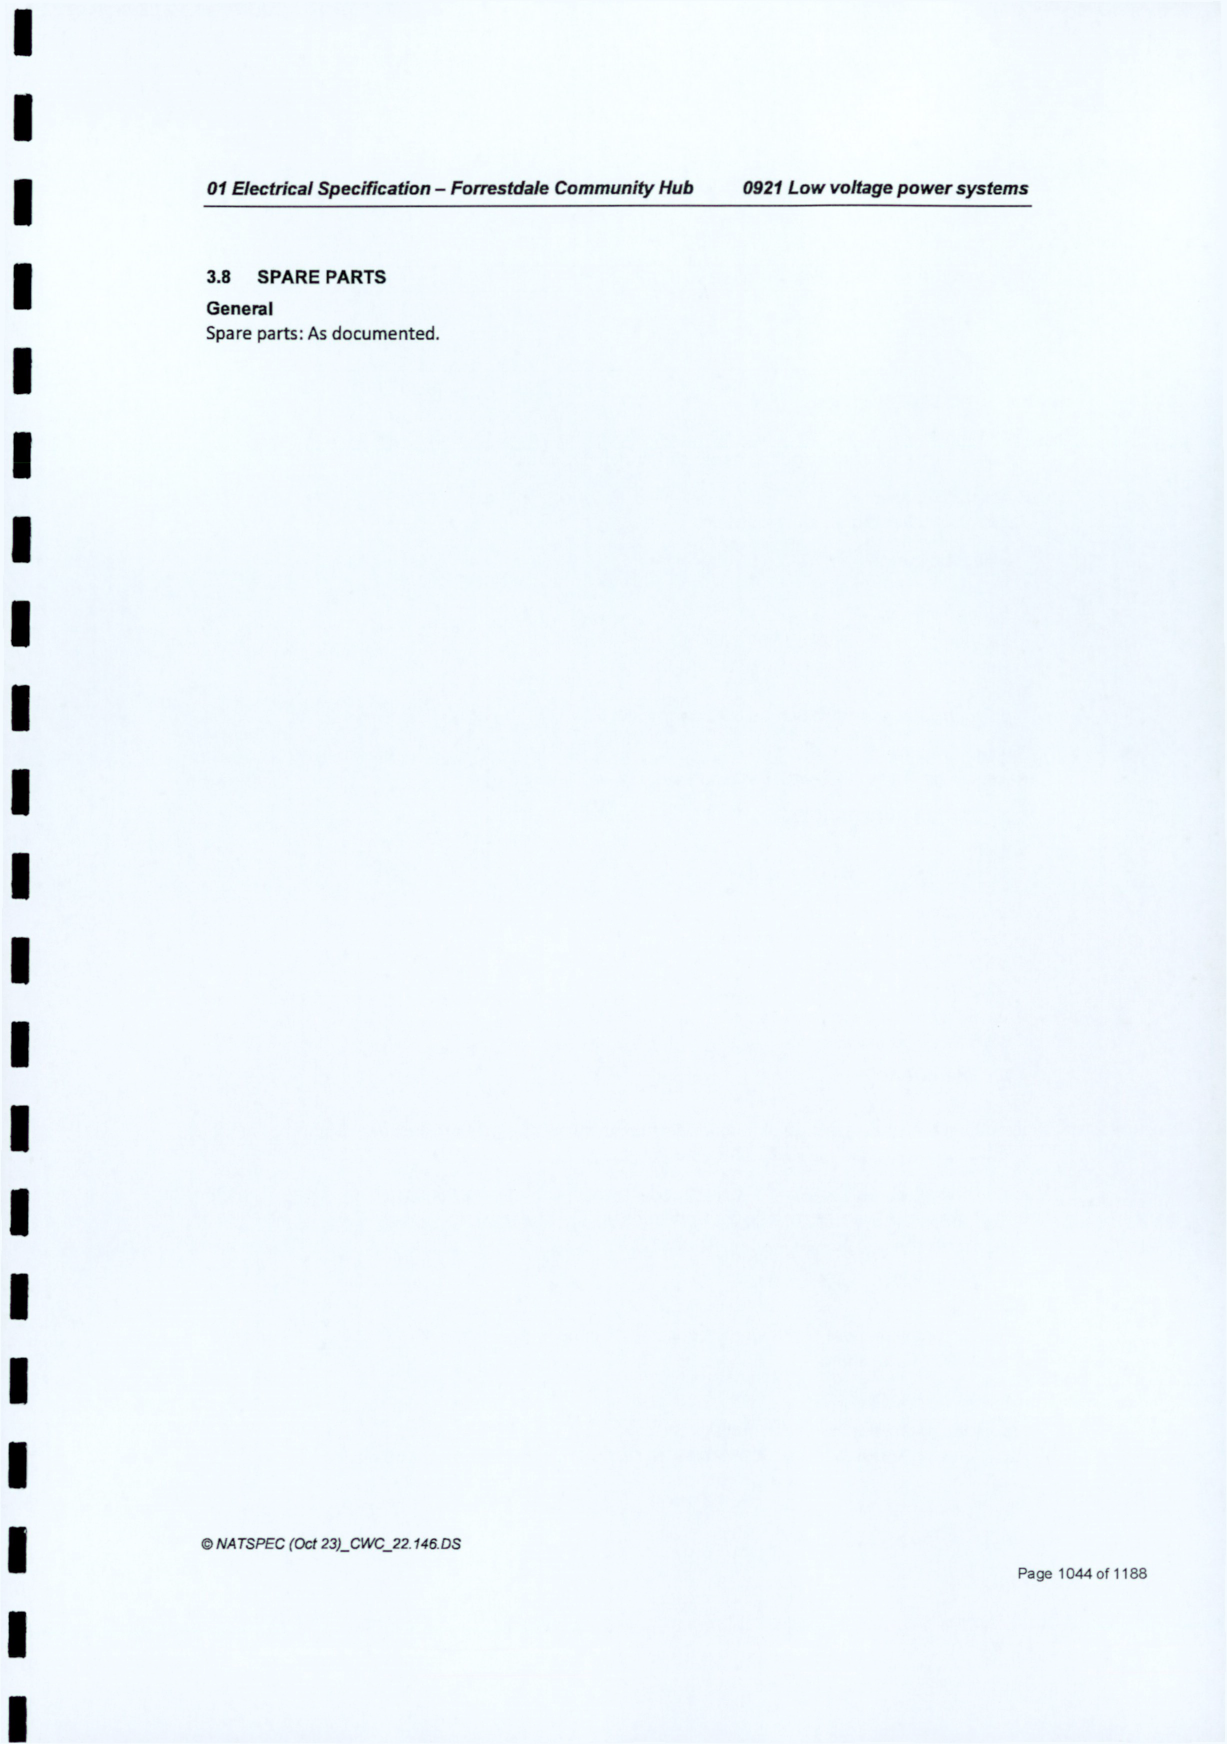 01 Electrical Specification – Forrestdale Community Hub 0921 Low voltage power systems
3.8 SPARE PARTS
General
Spare parts: As documented.
© NATSPEC (Oct 23)_CWC_22.146.DS
Page 1044 of 1188